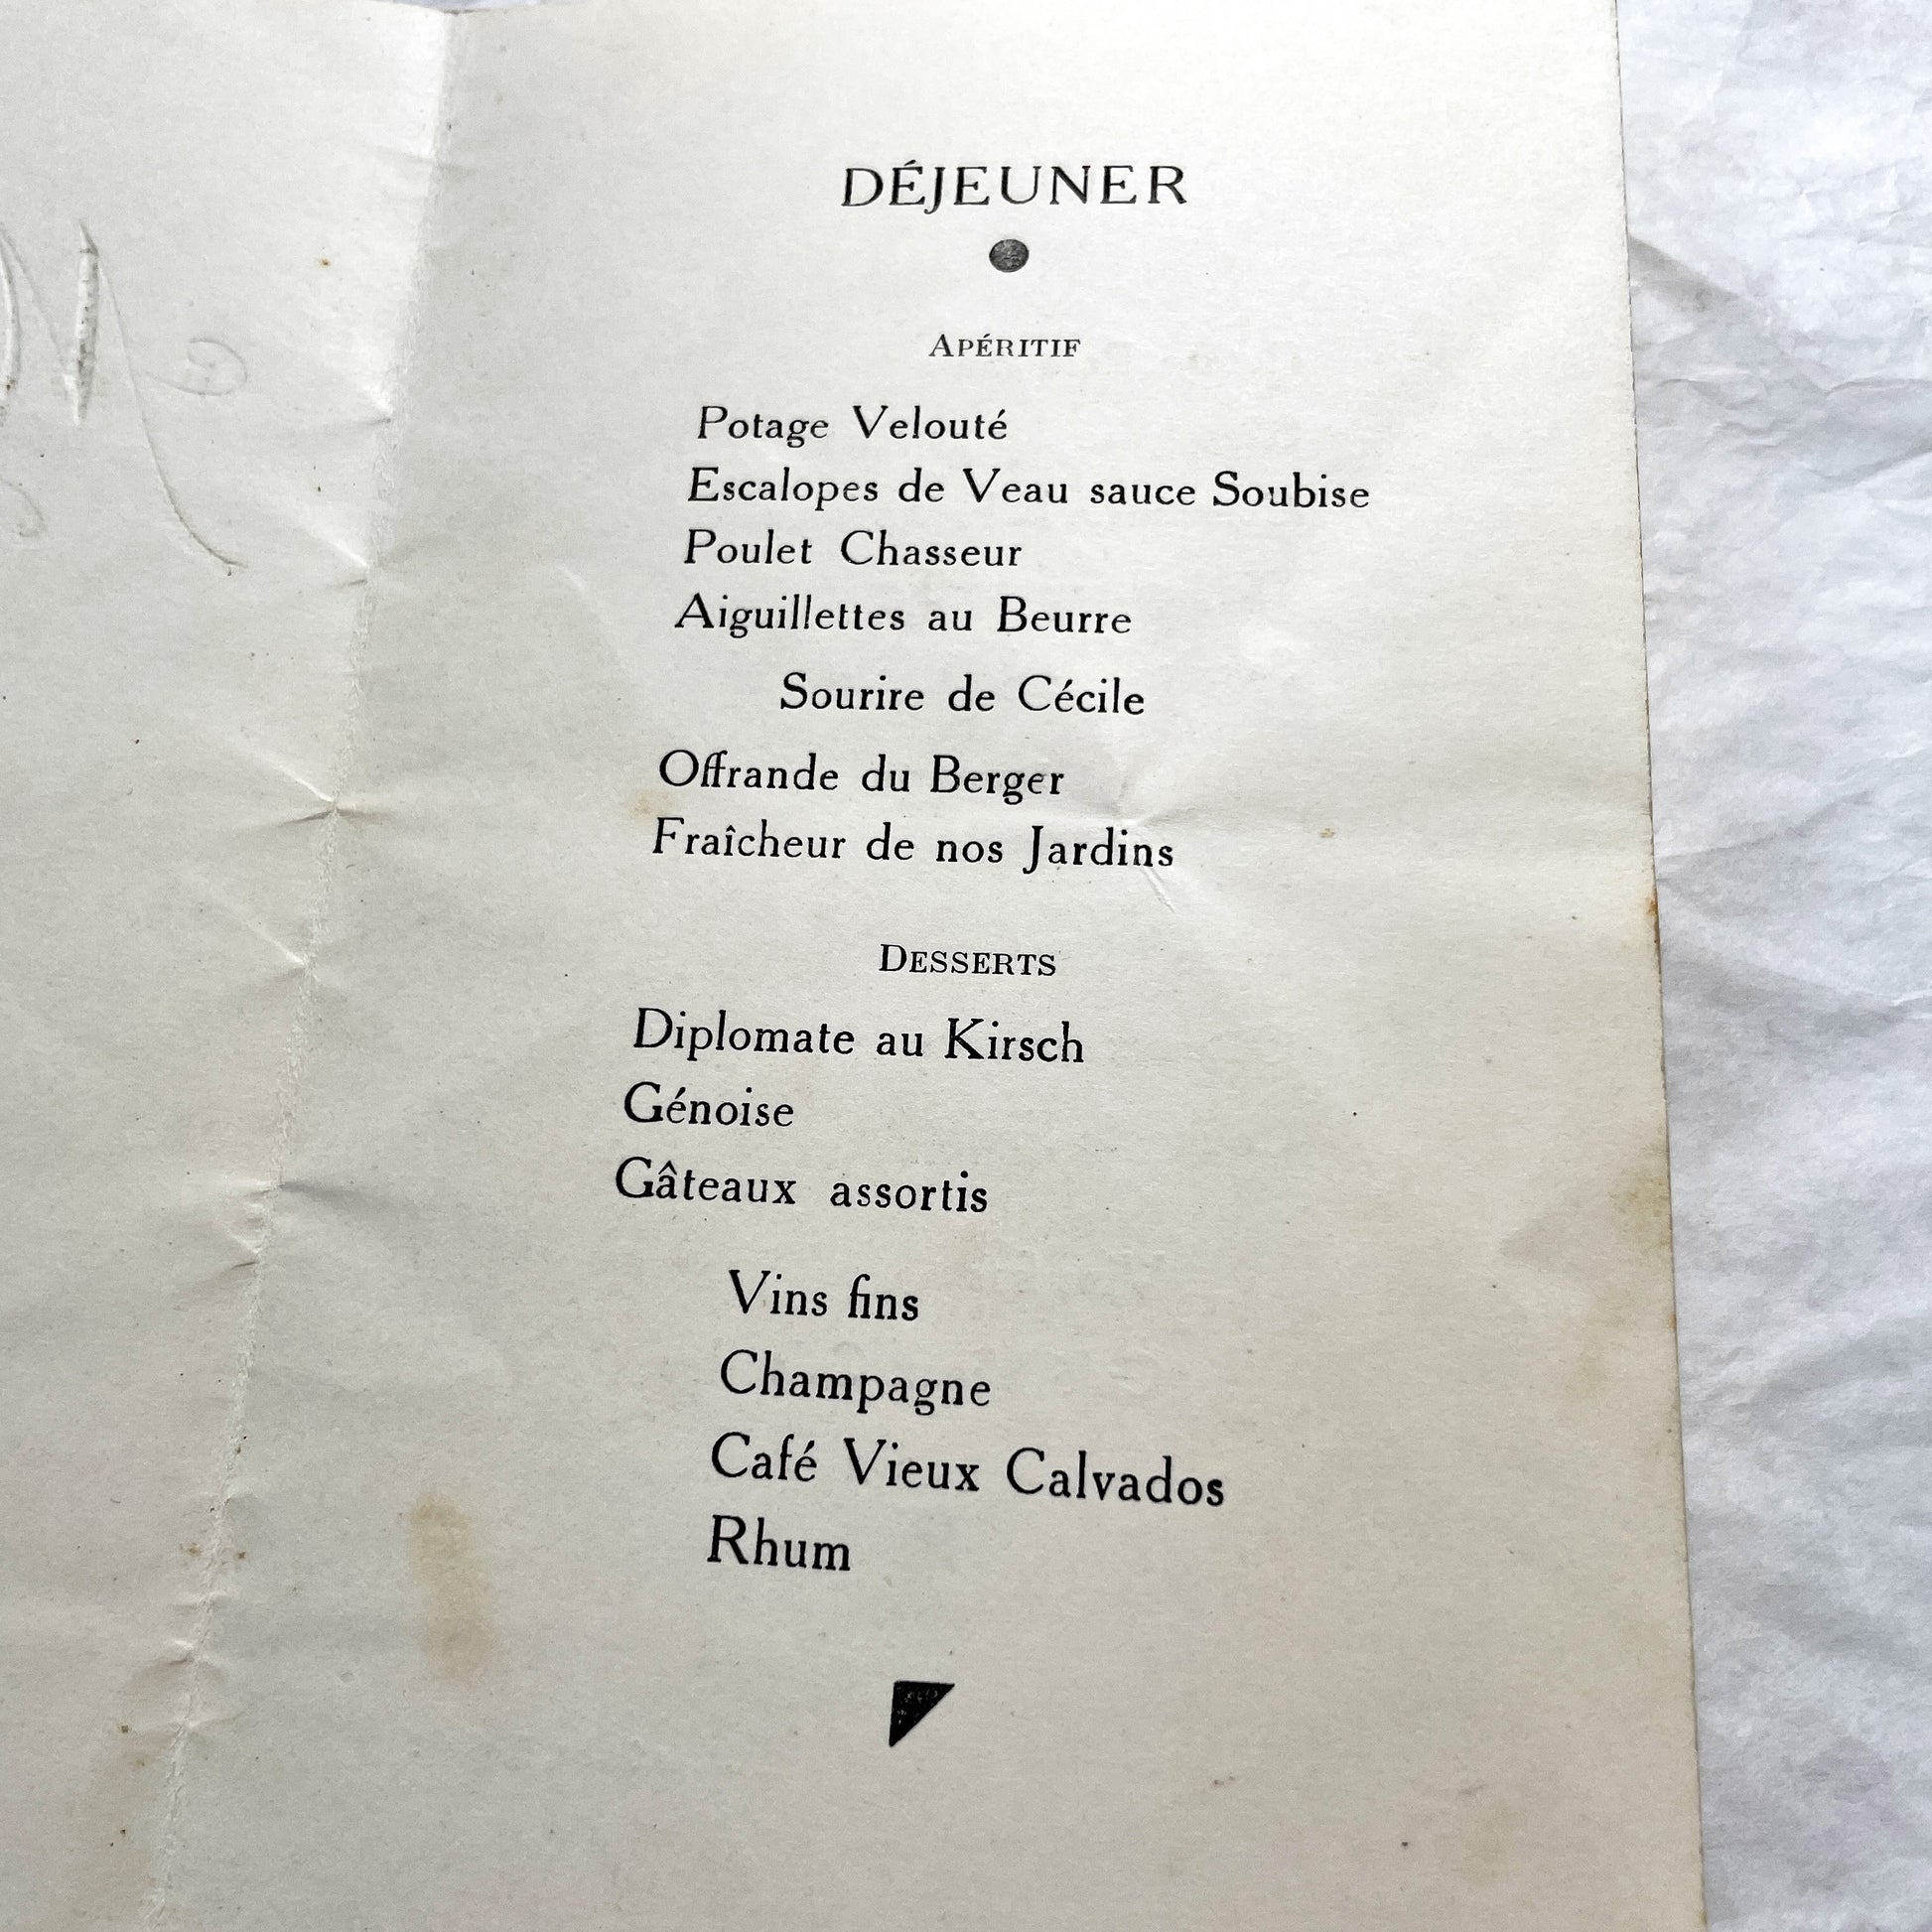 DÉJEUNER
APÉRITIF
Potage Velouté
Escalopes de Veau sauce Soubise
Poulet Chasseur
Aiguillettes au Beurre
Sourire de Cécile
Offrande du Berger
Fraîcheur de nos Jardins
DESSERTS
Diplomate au Kirsch
Génoise
Gâteaux assortis
Vins fins
Champagne
Café Vieux Calvados
Rhum